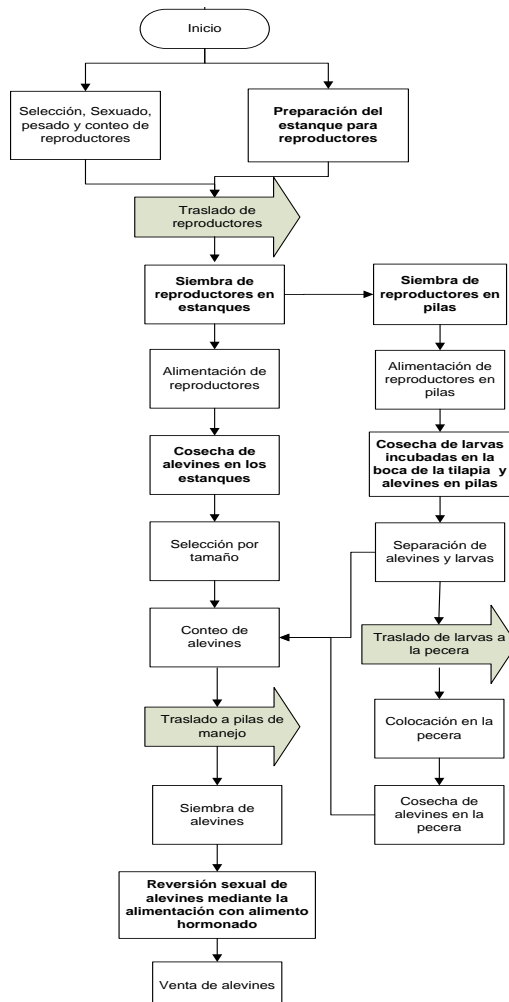 Inicio
Selección, Sexuado,
pesado y conteo de
reproductores
Preparación del
estanque para
reproductores
Traslado de
reproductores
Siembra de
reproductores en
estanques
Siembra de
reproductores en
pilas
Alimentación de
reproductores
Alimentación de
reproductores en
pilas
Cosecha de
alevines en los
estanques
Cosecha de larvas
incubadas en la
boca de la tilapia y
alevines en pilas
Selección por
tamaño
Separación de
alevines y larvas
Conteo de
alevines
Traslado de larvas a
la pecera
Traslado a pilas de
manejo
Colocación en la
pecera
Siembra de
alevines
Cosecha de
alevines en la
pecera
Reversión sexual de
alevines mediante la
alimentación con alimento
hormonado
Venta de alevines